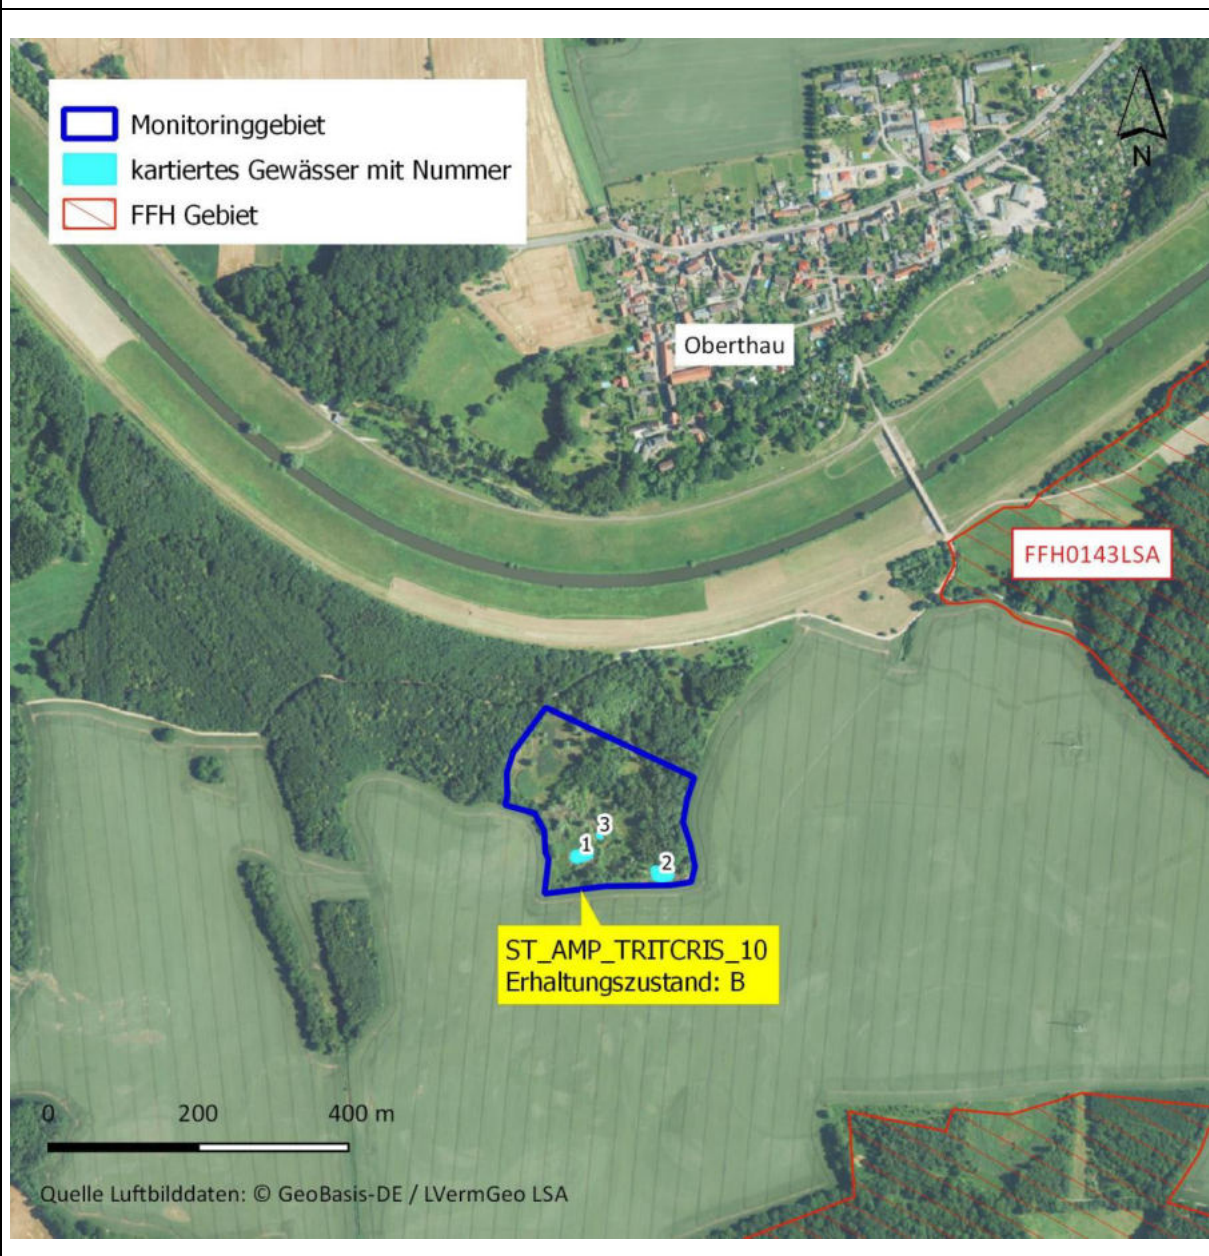 Monitoringgebiet
kartiertes Gewässer mit Nummer
FFH Gebiet
N
Oberthau
FFH0143LSA
3
1
2
ST_AMP_TRITCRIS_10
Erhaltungszustand: B
0 200 400 m
Quelle Luftbilddaten: © GeoBasis-DE / LVermGeo LSA